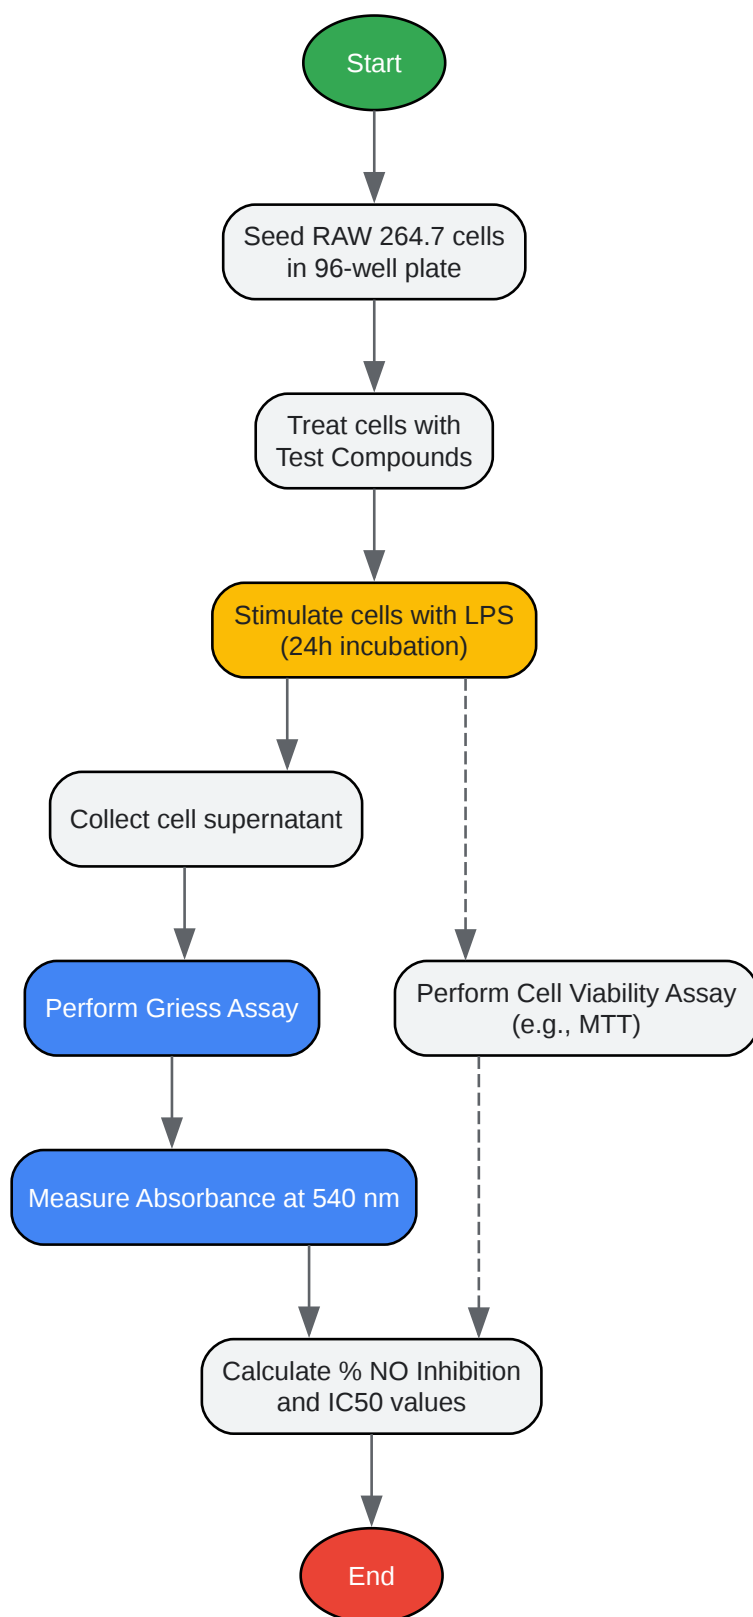 Start
Seed RAW 264.7 cells
in 96-well plate
Treat cells with
Test Compounds
Stimulate cells with LPS
(24h incubation)
Collect cell supernatant
Perform Griess Assay
Perform Cell Viability Assay
(e.g., MTT)
Measure Absorbance at 540 nm
Calculate % NO Inhibition
and IC50 values
End